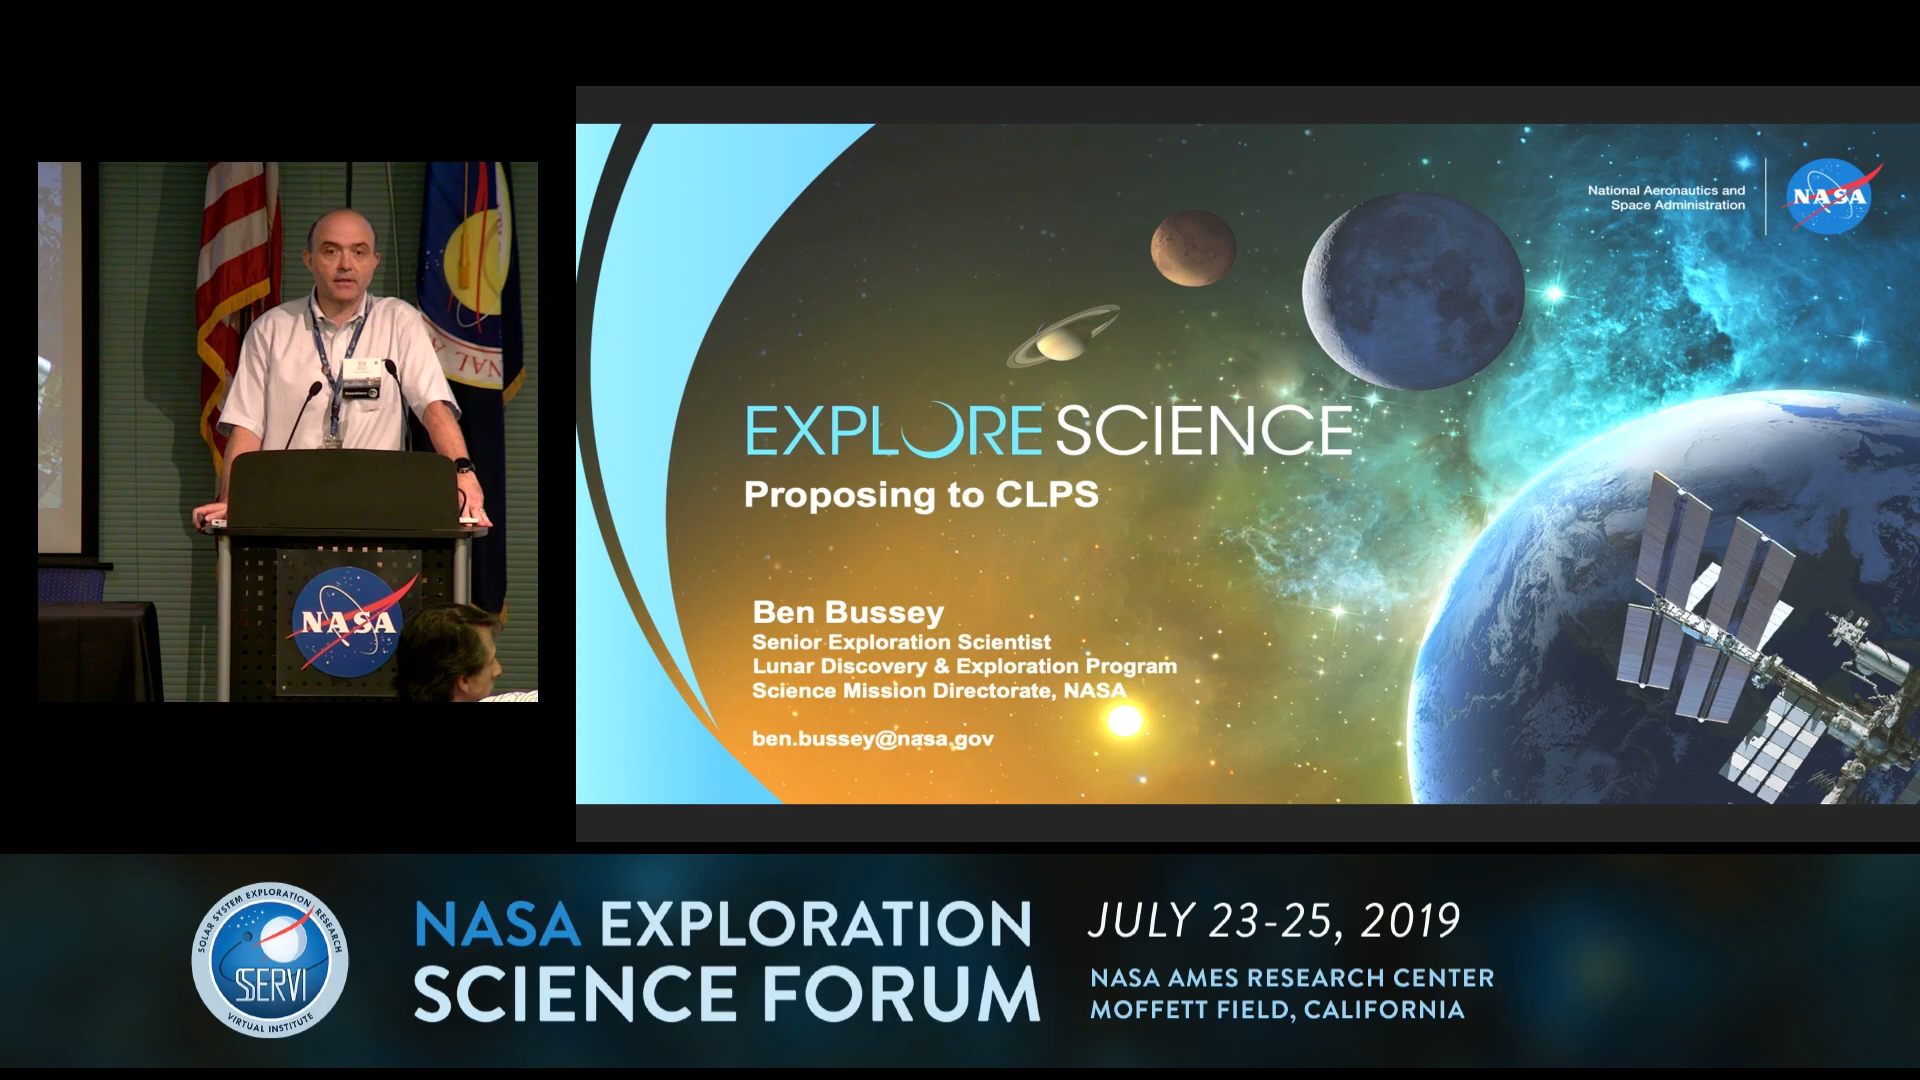 National Aeronautics and
Space Administration
NASA
EXPLORE SCIENCE
Proposing to CLPS
Ben Bussey
Senior Exploration Scientist
Lunar Discovery & Exploration Program
Science Mission Directorate, NASA
ben.bussey@nasa.gov
NASA
NAL A
SOLAR SYSTEM EXPLORATION RESEARCH
SSERVI
VIRTUAL INSTITUTE
NASA EXPLORATION
SCIENCE FORUM
JULY 23-25, 2019
NASA AMES RESEARCH CENTER
MOFFETT FIELD, CALIFORNIA